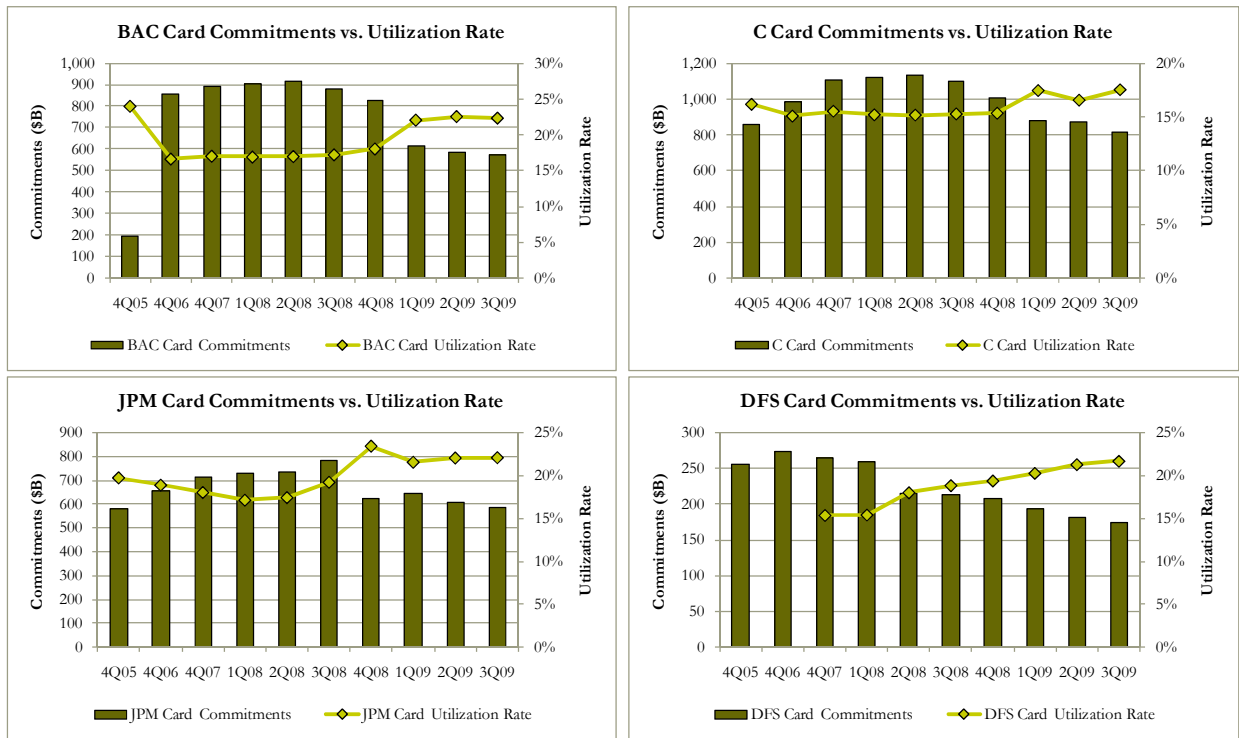 BAC Card Commitments vs. Utilization Rate
1,000
900
800
700
600
500
400
300
200
100
0
Commitments ($B)
30%
25%
20%
15%
10%
5%
0%
Utilization Rate
4Q05 4Q06 4Q07 1Q08 2Q08 3Q08 4Q08 1Q09 2Q09 3Q09
BAC Card Commitments BAC Card Utilization Rate
C Card Commitments vs. Utilization Rate
1,200
1,000
800
600
400
200
0
Commitments ($B)
20%
15%
10%
5%
0%
Utilization Rate
4Q05 4Q06 4Q07 1Q08 2Q08 3Q08 4Q08 1Q09 2Q09 3Q09
C Card Commitments C Card Utilization Rate
JPM Card Commitments vs. Utilization Rate
900
800
700
600
500
400
300
200
100
0
Commitments ($B)
25%
20%
15%
10%
5%
0%
Utilization Rate
4Q05 4Q06 4Q07 1Q08 2Q08 3Q08 4Q08 1Q09 2Q09 3Q09
JPM Card Commitments JPM Card Utilization Rate
DFS Card Commitments vs. Utilization Rate
300
250
200
150
100
50
0
Commitments ($B)
25%
20%
15%
10%
5%
0%
Utilization Rate
4Q05 4Q06 4Q07 1Q08 2Q08 3Q08 4Q08 1Q09 2Q09 3Q09
DFS Card Commitments DFS Card Utilization Rate